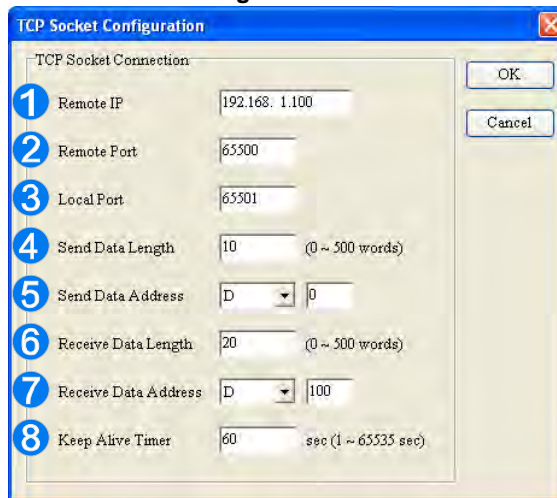 TCP Socket Configuration
TCP Socket Connection
OK
1 Remote IP 192.168. 1.100
Cancel
2 Remote Port 65500
3 Local Port 65501
4 Send Data Length 10 (0 ~ 500 words)
5 Send Data Address D 0
6 Receive Data Length 20 (0 ~ 500 words)
7 Receive Data Address D 100
8 Keep Alive Timer 60 sec (1 ~ 65535 sec)